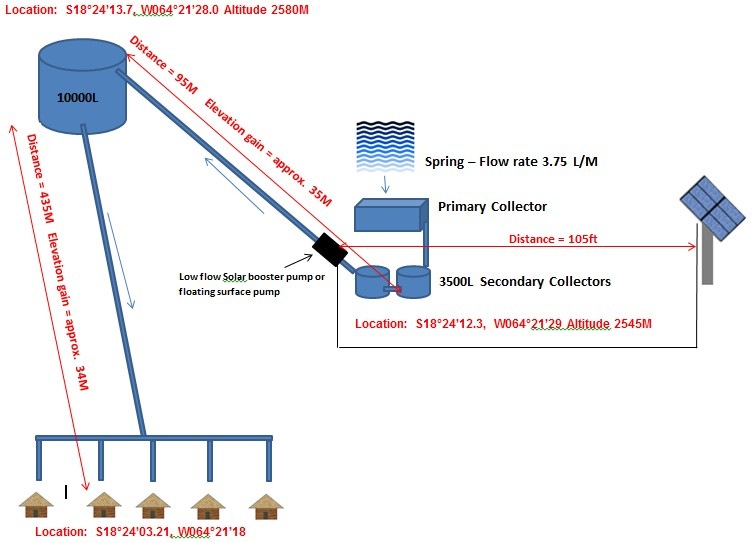 Location: S18°24'13.7, W064°21'28.0 Altitude 2580M
10000L
Distance = 95M Elevation gain = approx. 35M
Distance = 435M Elevation gain = approx. 34M
Spring – Flow rate 3.75 L/M
Primary Collector
Distance = 105ft
Low flow Solar booster pump or
floating surface pump
3500L Secondary Collectors
Location: S18°24'12.3, W064°21'29 Altitude 2545M
Location: S18°24'03.21, W064°21'18